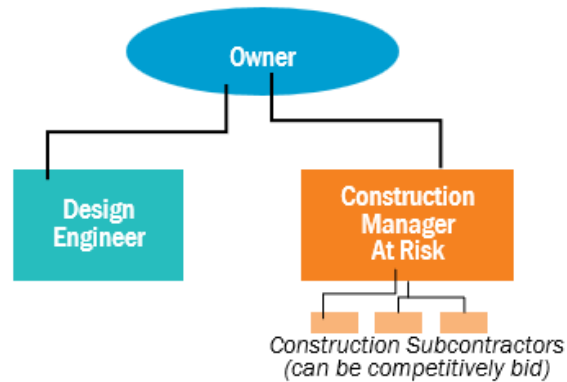 Owner
Design
Engineer
Construction
Manager
At Risk
Construction Subcontractors
(can be competitively bid)